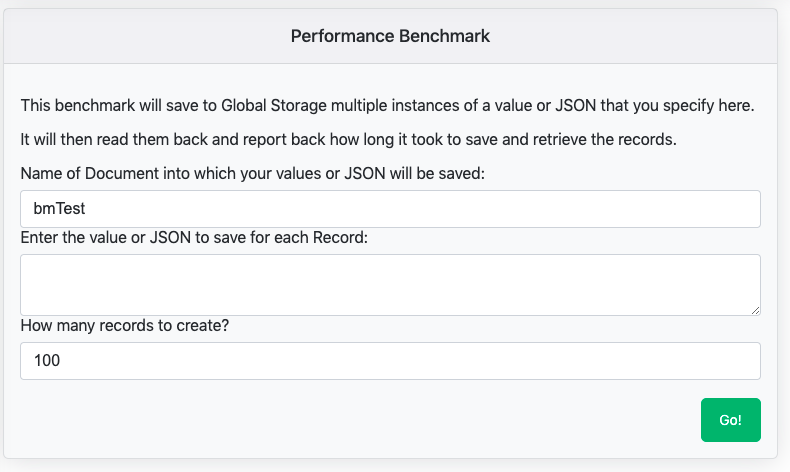 Performance Benchmark
This benchmark will save to Global Storage multiple instances of a value or JSON that you specify here.
It will then read them back and report back how long it took to save and retrieve the records.
Name of Document into which your values or JSON will be saved:
bmTest
Enter the value or JSON to save for each Record:
How many records to create?
100
Go!